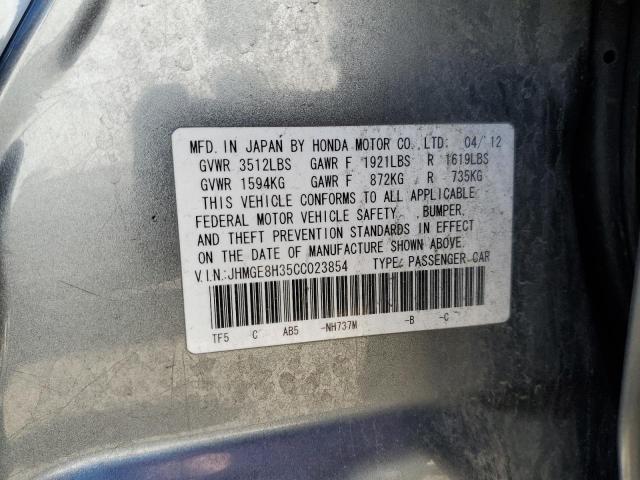 MFD. IN JAPAN BY HONDA MOTOR CO., LTD: 04/12
GVWR 3512LBS GAWR F 1921LBS R 1619LBS
GVWR 1594KG GAWR F 872KG R 735KG
THIS VEHICLE CONFORMS TO ALL APPLICABLE
FEDERAL MOTOR VEHICLE SAFETY, BUMPER,
AND THEFT PREVENTION STANDARDS IN EFFECT
ON THE DATE OF MANUFACTURE SHOWN ABOVE.
V.I.N.:JHMGE8H35CC023854 TYPE: PASSENGER CAR
TF5 C AB5 -NH737M -B -C